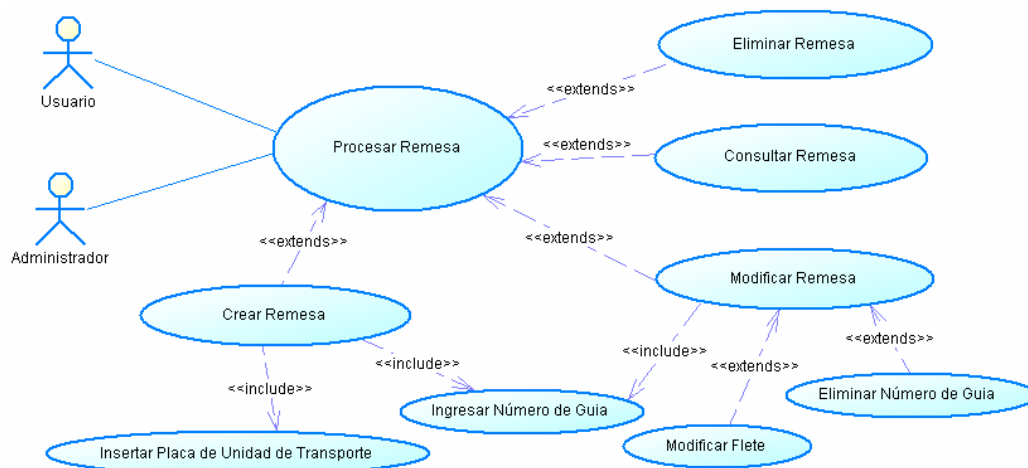 Eliminar Remesa
<<extends>>
Usuario
Procesar Remesa
<<extends>>
Consultar Remesa
Administrador
<<extends>>
<<extends>>
Modificar Remesa
Crear Remesa
<<include>>
<<include>>
<<extends>>
<<extends>>
<<include>>
Ingresar Número de Guia
Eliminar Número de Guia
Insertar Placa de Unidad de Transporte
Modificar Flete